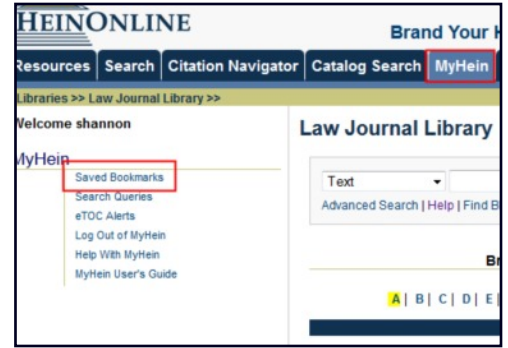 HEINONLINE
Brand Your
Resources Search Citation Navigator Catalog Search MyHein
Libraries >> Law Journal Library >>
Welcome shannon
Law Journal Library
MyHein
Saved Bookmarks
Search Queries
eTOC Alerts
Log Out of MyHein
Help With MyHein
MyHein User's Guide
Text
Advanced Search | Help | Find B
Br
A | B | C | D | E |